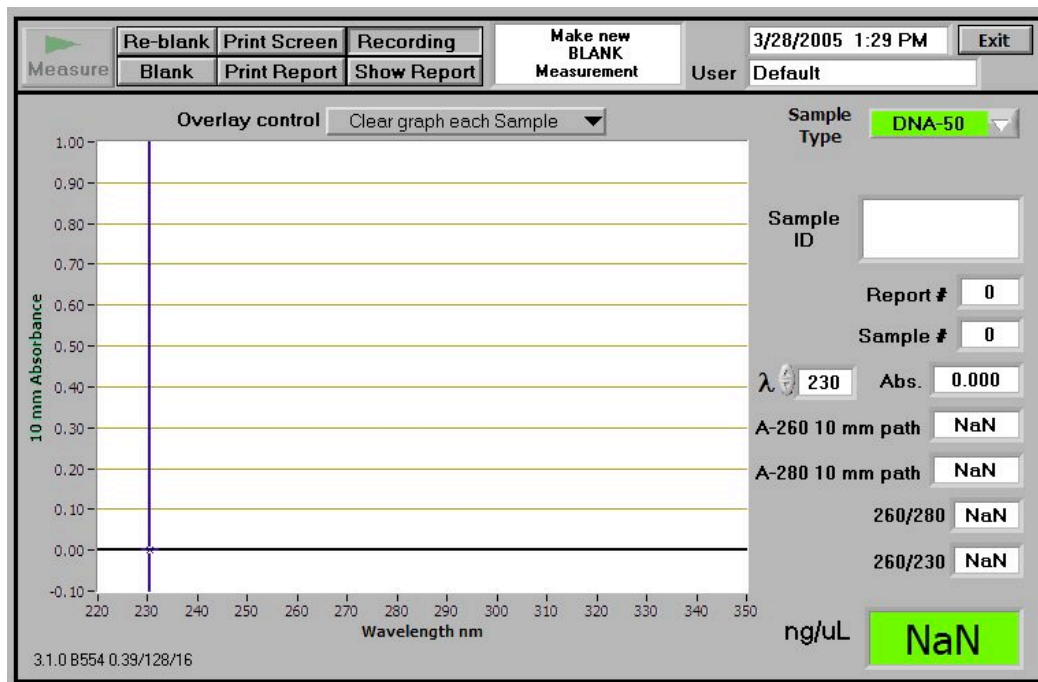 Measure
Re-blank
Print Screen
Recording
Blank
Print Report
Show Report
Make new
BLANK
Measurement
3/28/2005 1:29 PM
Exit
User
Default
Overlay control
Clear graph each Sample
Sample
Type
DNA-50
Sample
ID
Report #
0
Sample #
0
λ
230
Abs.
0.000
A-260 10 mm path
NaN
A-280 10 mm path
NaN
260/280
NaN
260/230
NaN
ng/uL
NaN
10 mm Absorbance
1.00
0.90
0.80
0.70
0.60
0.50
0.40
0.30
0.20
0.10
0.00
-0.10
220 230 240 250 260 270 280 290 300 310 320 330 340 350
Wavelength nm
3.1.0 B554 0.39/128/16